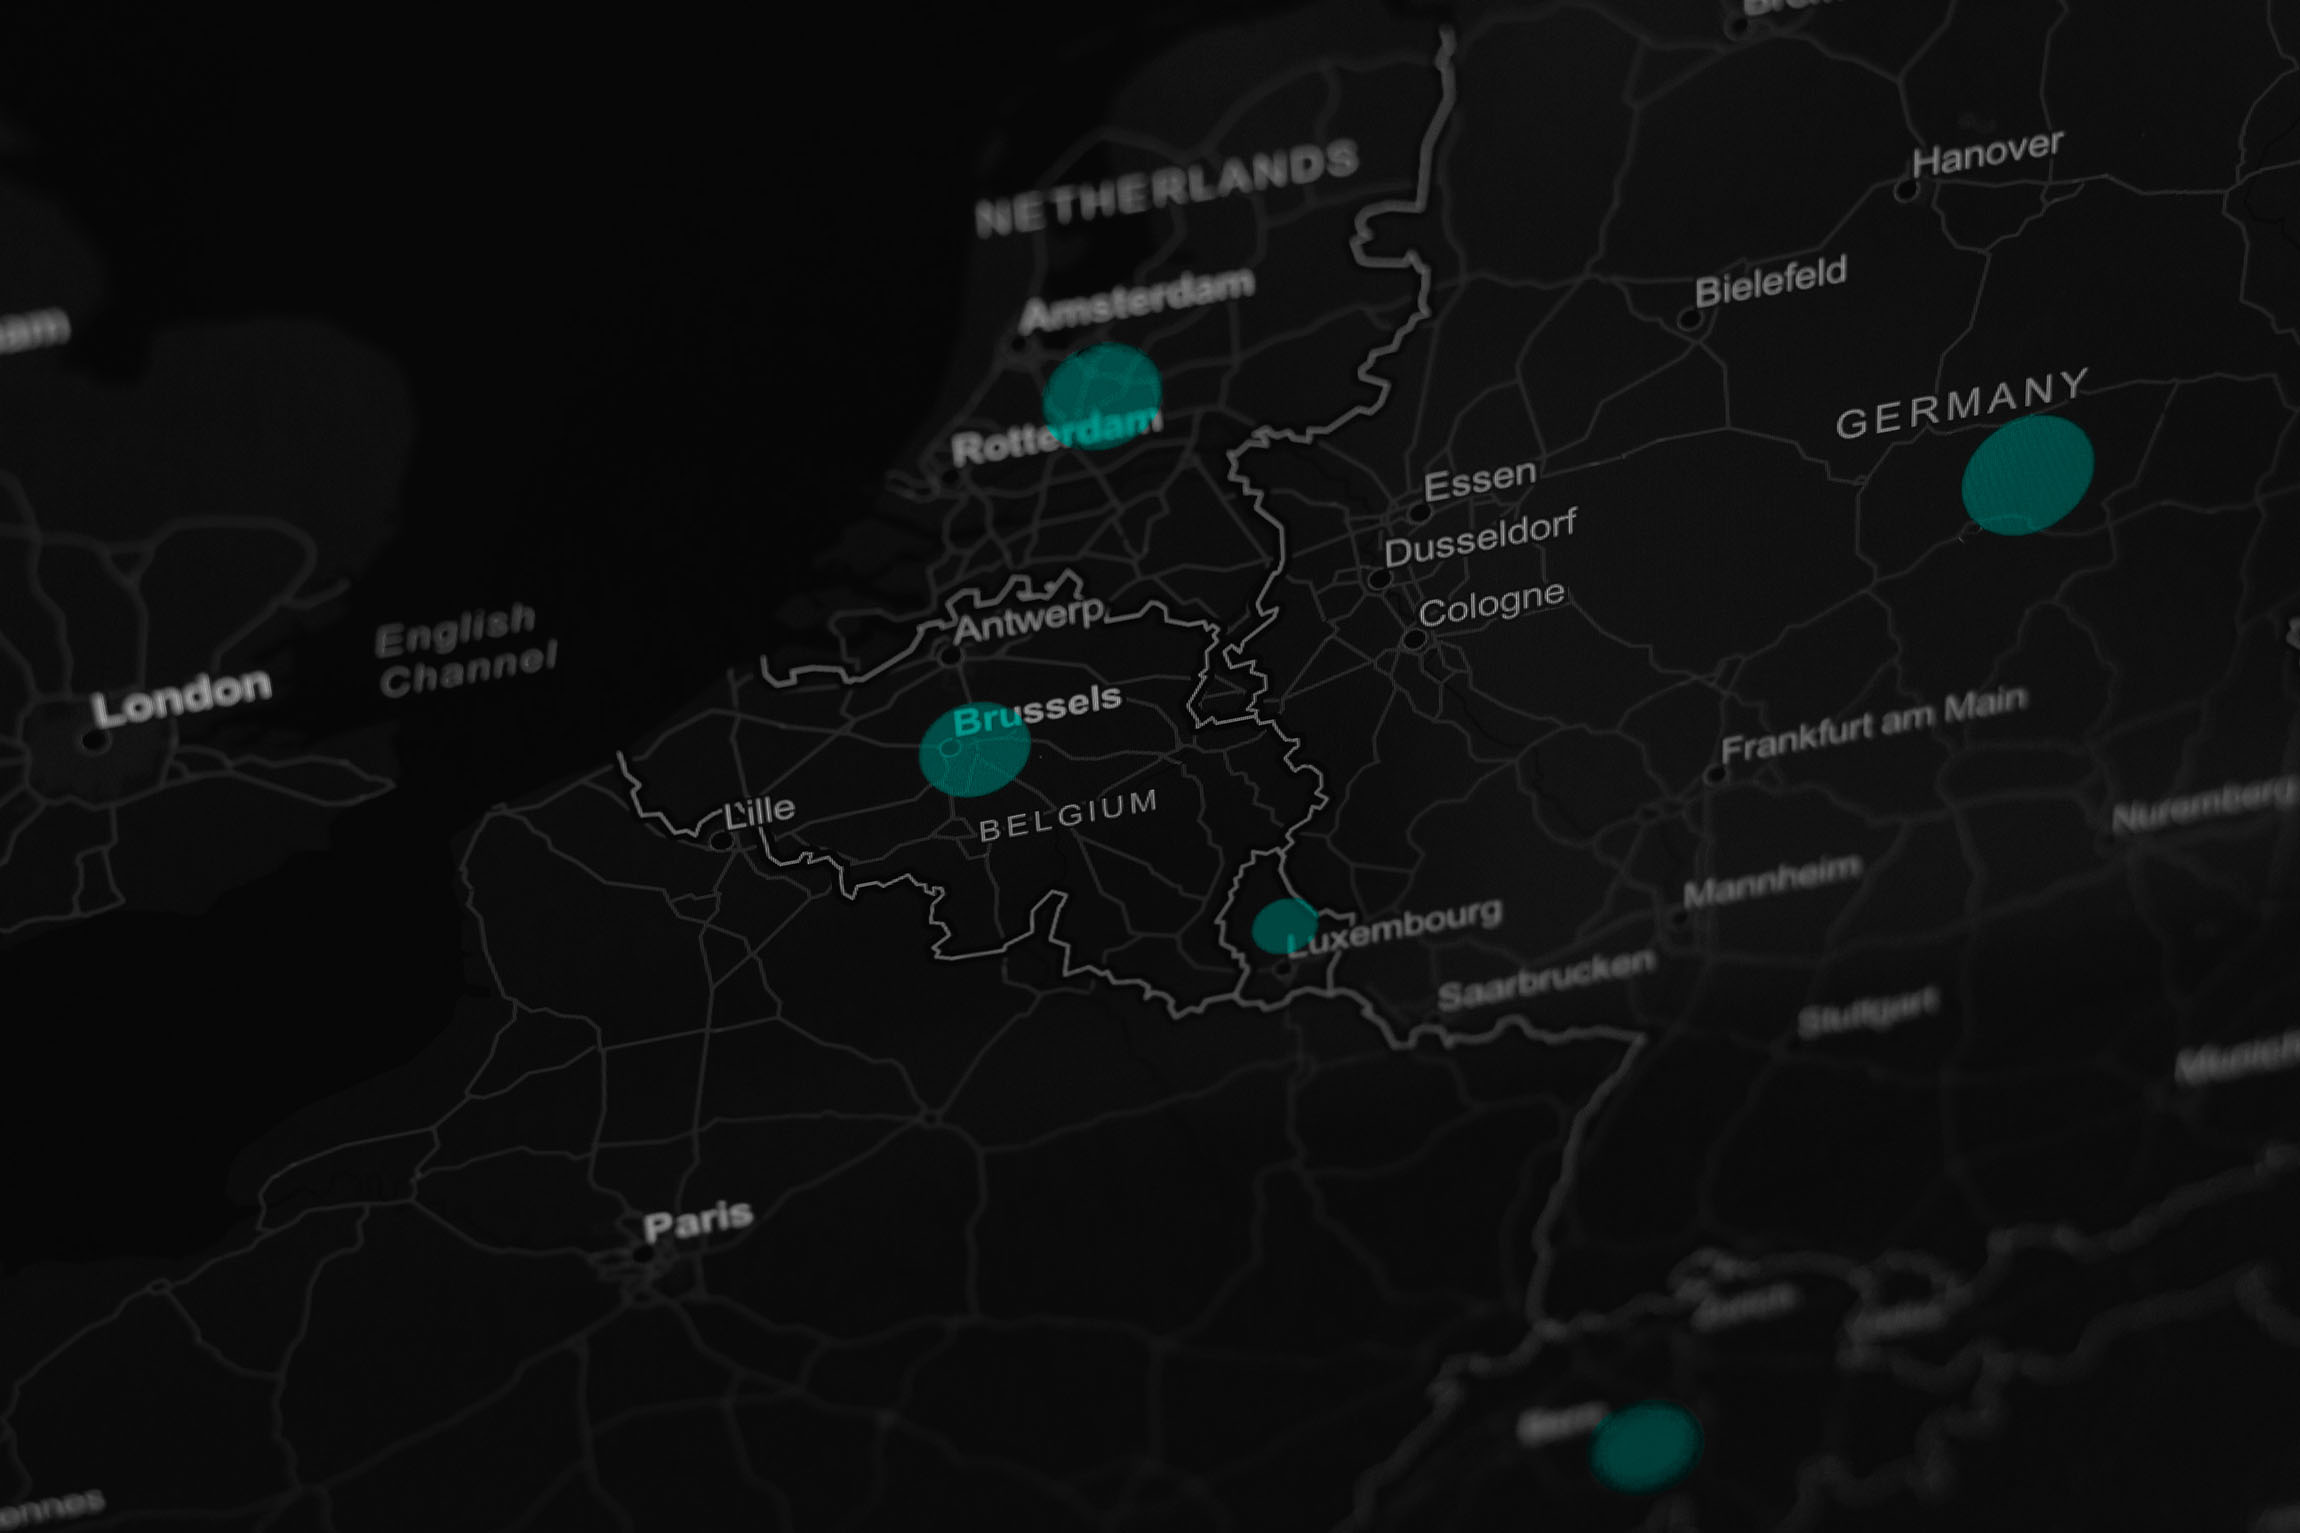 NETHERLANDS
Hanover
Amsterdam
Bielefeld
Rotterdam
GERMANY
Essen
Dusseldorf
Cologne
English
Channel
Antwerp
London
Brussels
Frankfurt am Main
Lille
BELGIUM
Nuremberg
Mannheim
Luxembourg
Saarbrucken
Stuttgart
Paris
Bern